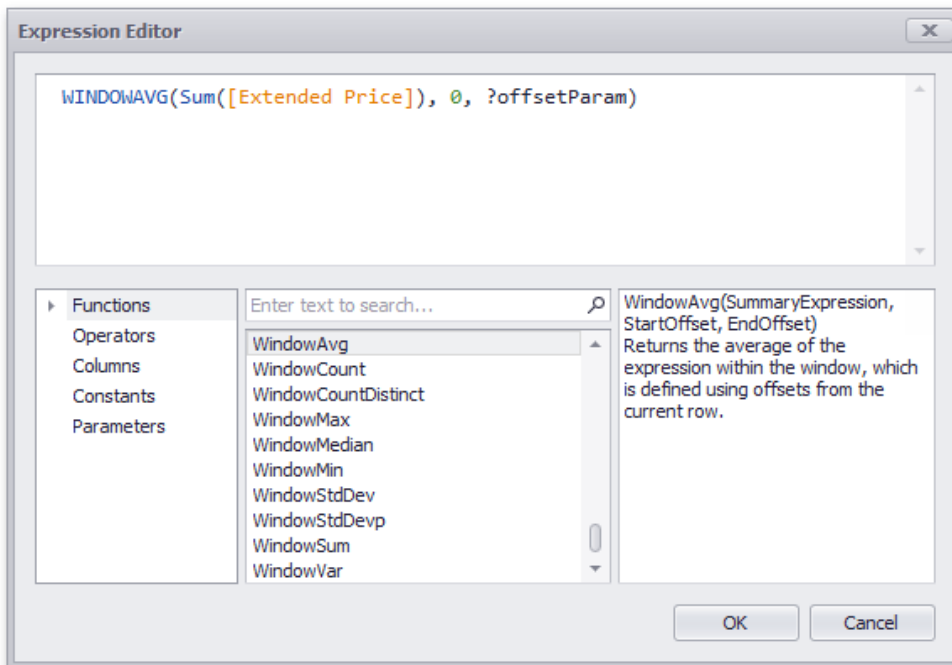 Expression Editor
WINDOWAVG(Sum([Extended Price]), 0, ?offsetParam)
Functions
Operators
Columns
Constants
Parameters
Enter text to search...
WindowAvg
WindowCount
WindowCountDistinct
WindowMax
WindowMedian
WindowMin
WindowStdDev
WindowStdDevp
WindowSum
WindowVar
WindowAvg(SummaryExpression,
StartOffset, EndOffset)
Returns the average of the
expression within the window, which
is defined using offsets from the
current row.
OK
Cancel